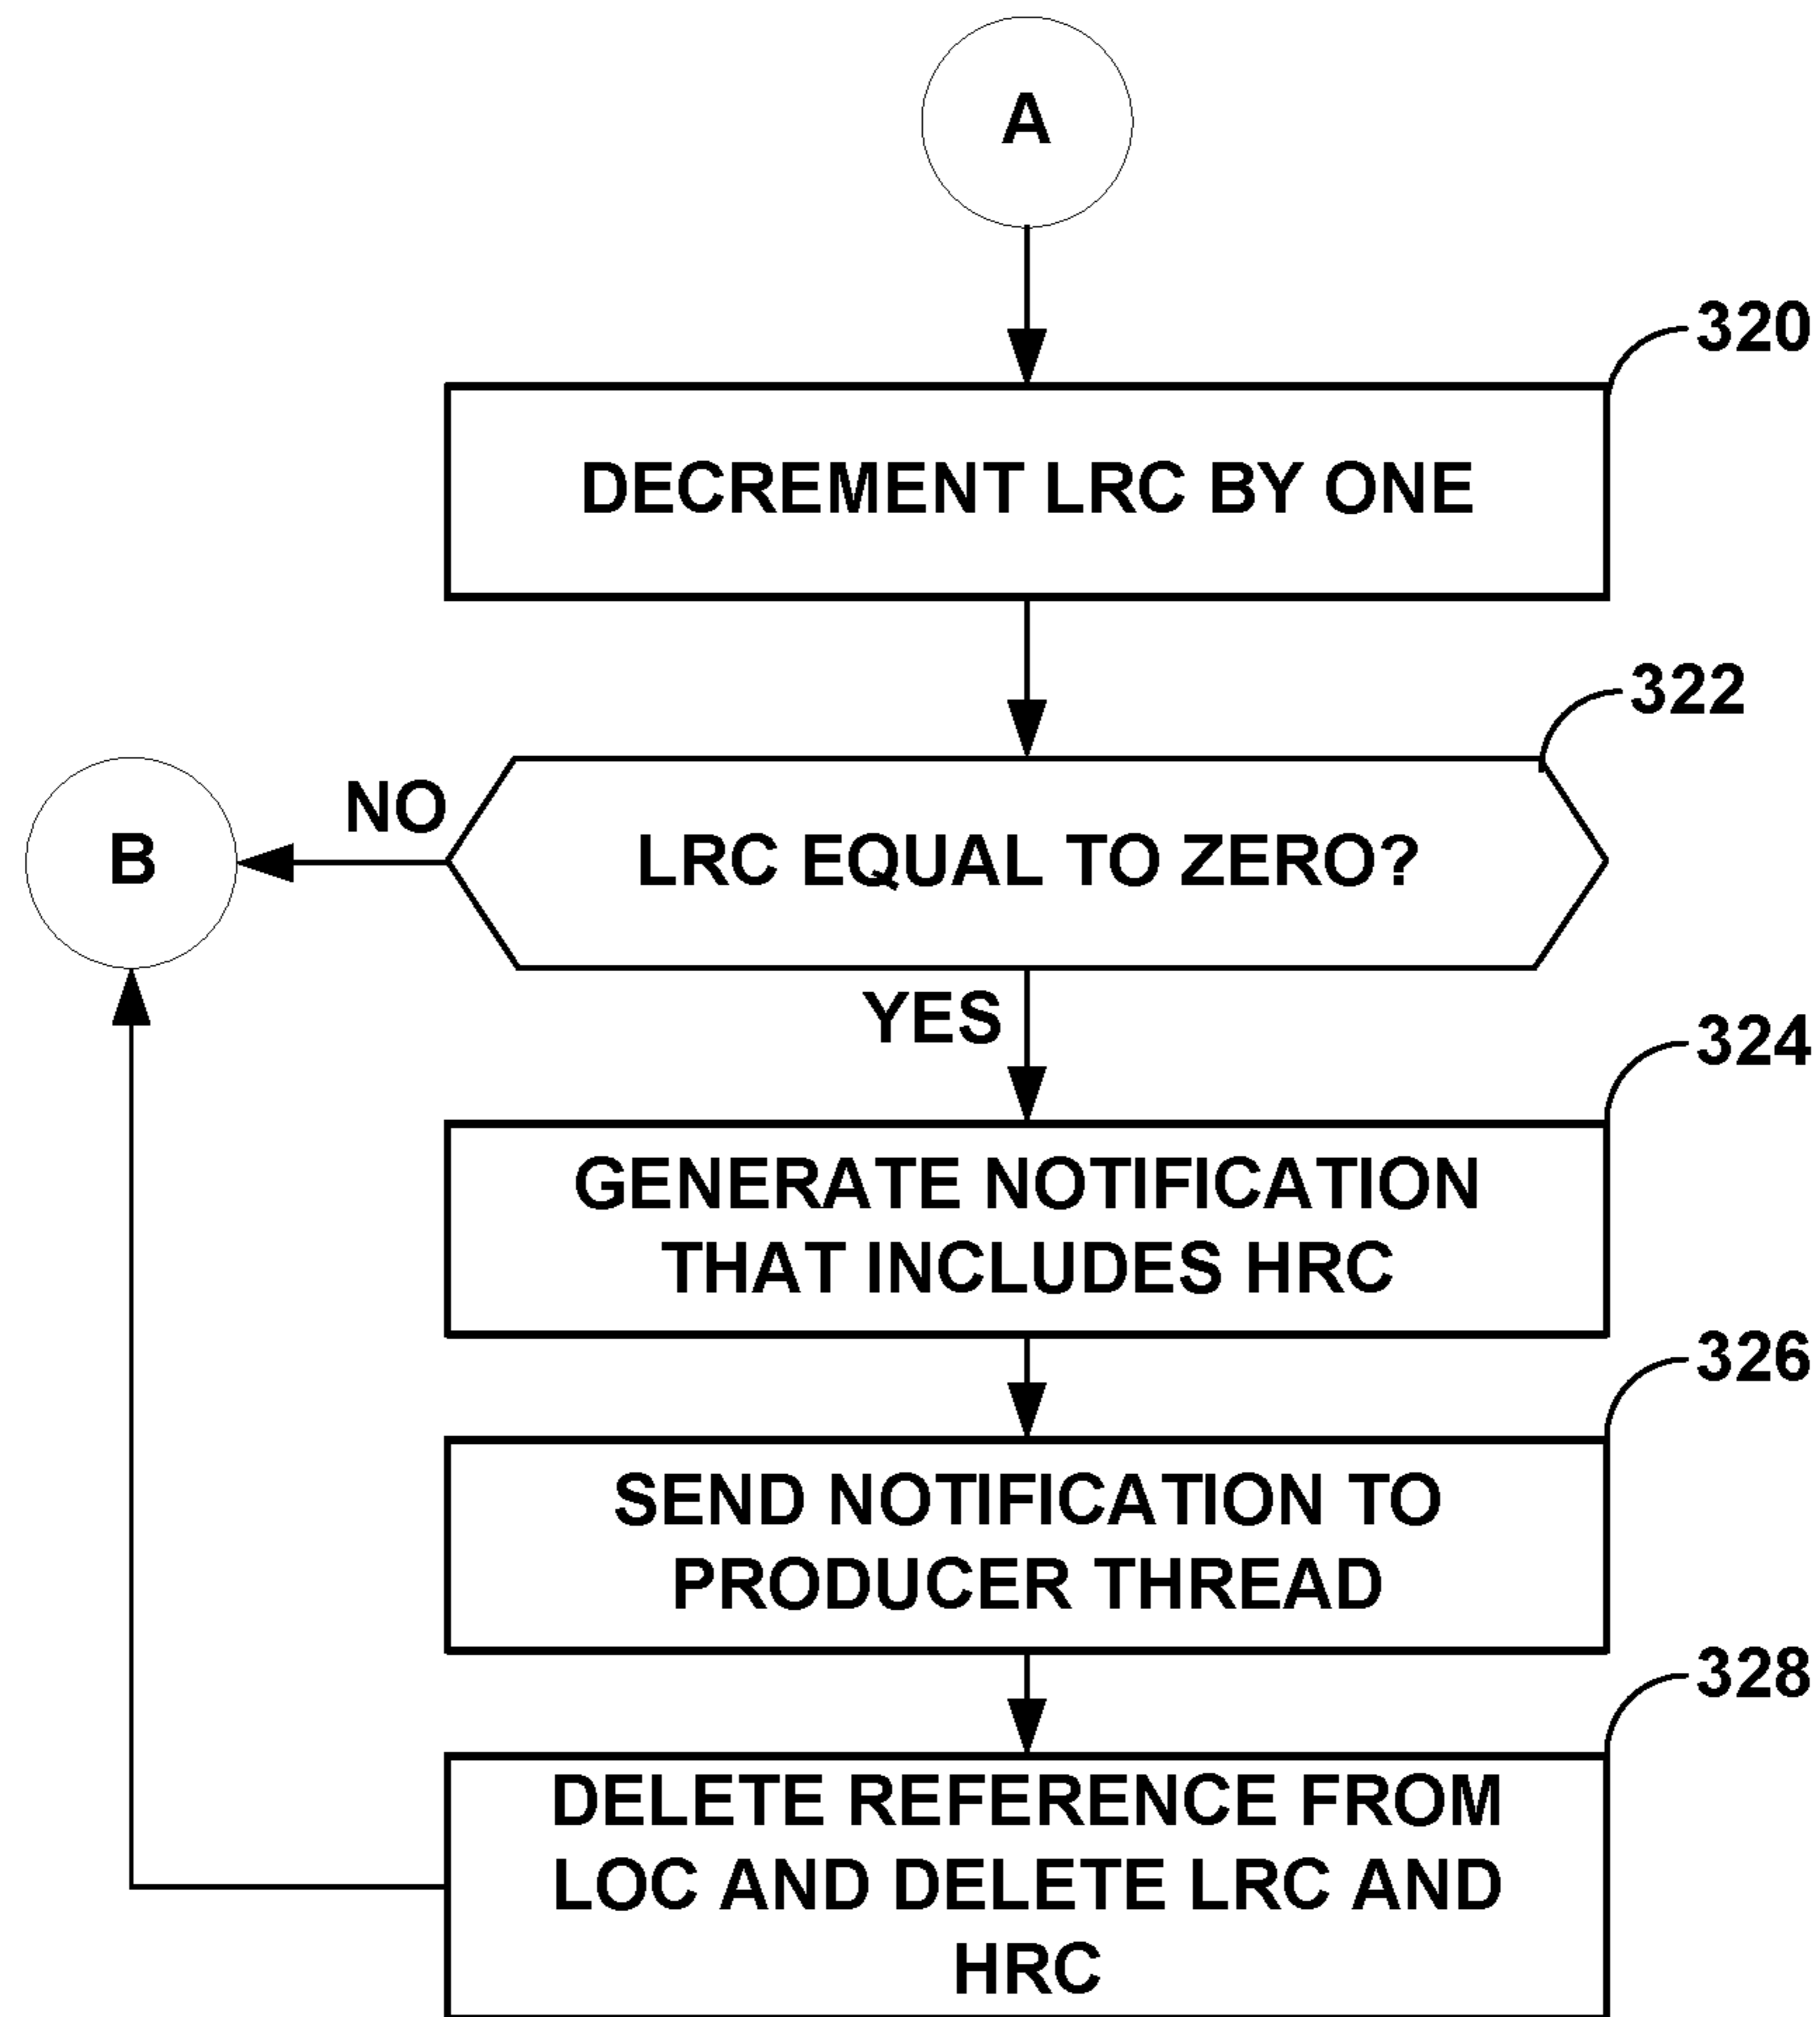 A
320
DECREMENT LRC BY ONE
322
NO
B
LRC EQUAL TO ZERO?
YES
324
GENERATE NOTIFICATION
THAT INCLUDES HRC
326
SEND NOTIFICATION TO
PRODUCER THREAD
328
DELETE REFERENCE FROM
LOC AND DELETE LRC AND
HRC